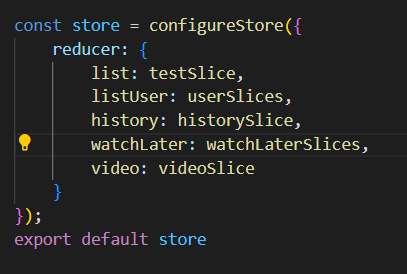 const store = configureStore({
    reducer: {
        list: testSlice,
        listUser: userSlices,
        history: historySlice,
        watchLater: watchLaterSlices,
        video: videoSlice
    }
});
export default store